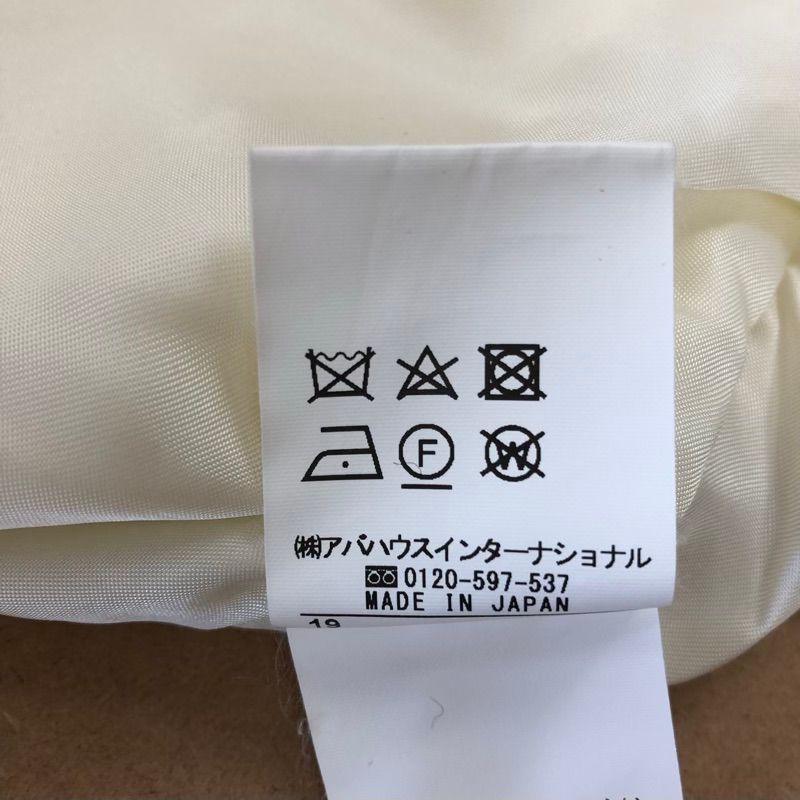 F
W
㈱アバハウスインターナショナル
0120-597-537
MADE IN JAPAN
19